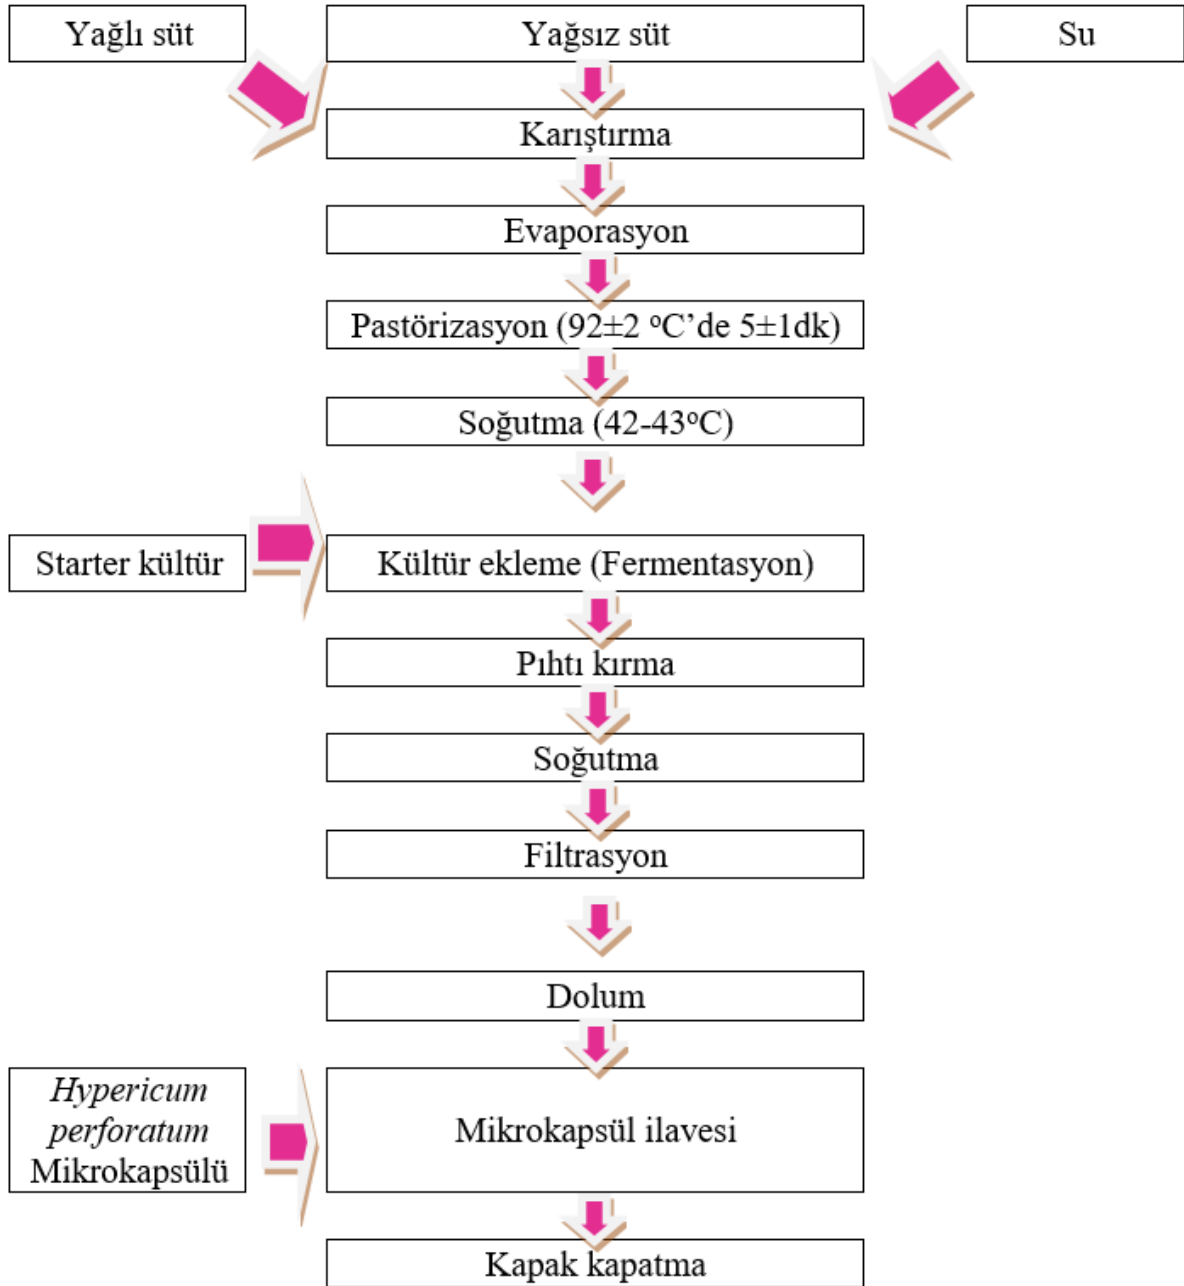 Yağlı süt
Yağsız süt
Su
Karıştırma
Evaporasyon
Pastörizasyon (92±2 ºC’de 5±1dk)
Soğutma (42-43ºC)
Starter kültür
Kültür ekleme (Fermentasyon)
Pıhtı kırma
Soğutma
Filtrasyon
Dolum
Hypericum
perforatum
Mikrokapsülü
Mikrokapsül ilavesi
Kapak kapatma